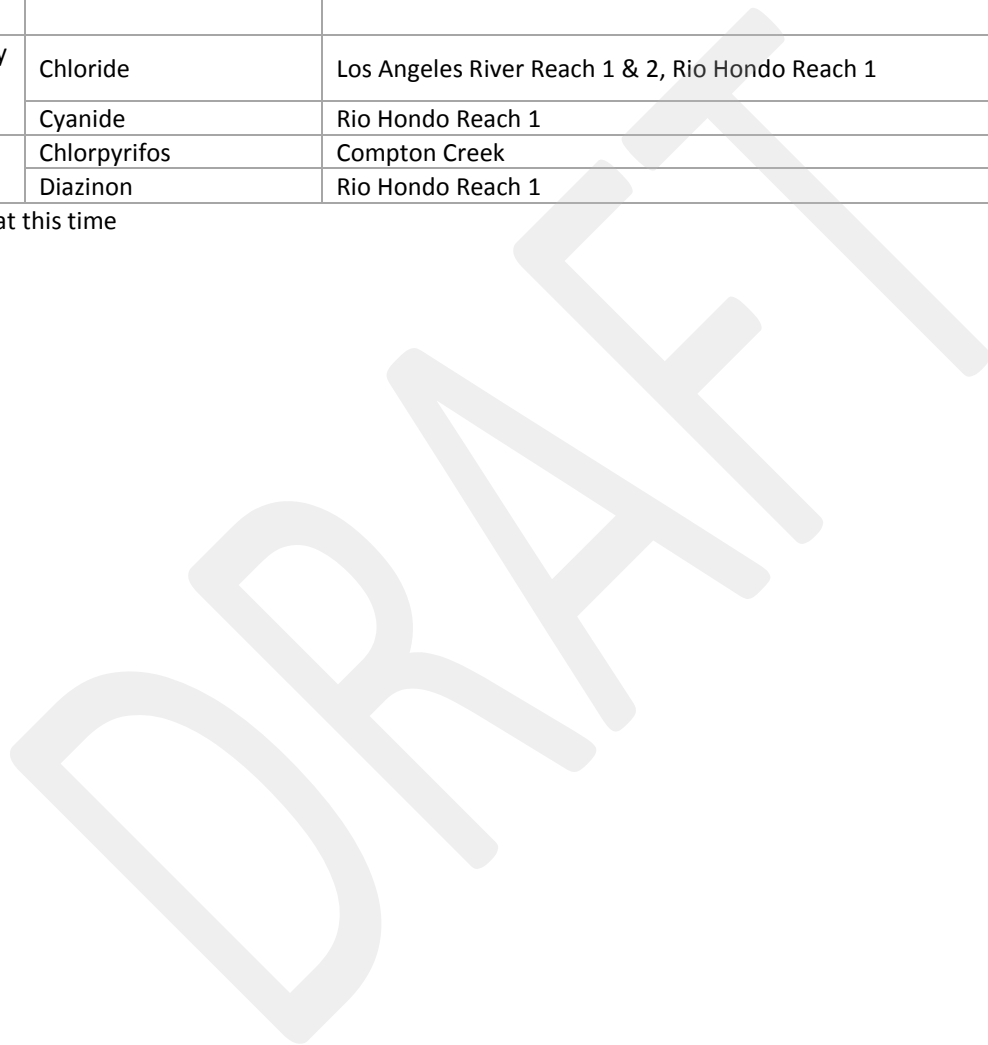 y
Chloride Los Angeles River Reach 1 & 2, Rio Hondo Reach 1
Cyanide Rio Hondo Reach 1
Chlorpyrifos Compton Creek
Diazinon Rio Hondo Reach 1
at this time
DRAFT